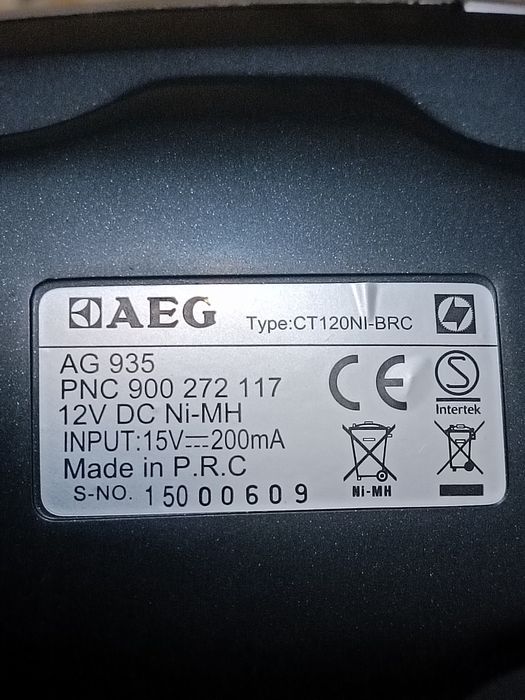 AEG
Type:CT120NI-BRC
AG 935
PNC 900 272 117
12V DC Ni-MH
INPUT:15V⎓200mA
Made in P.R.C
S-NO. 15000609
CE
S
Intertek
Ni-MH